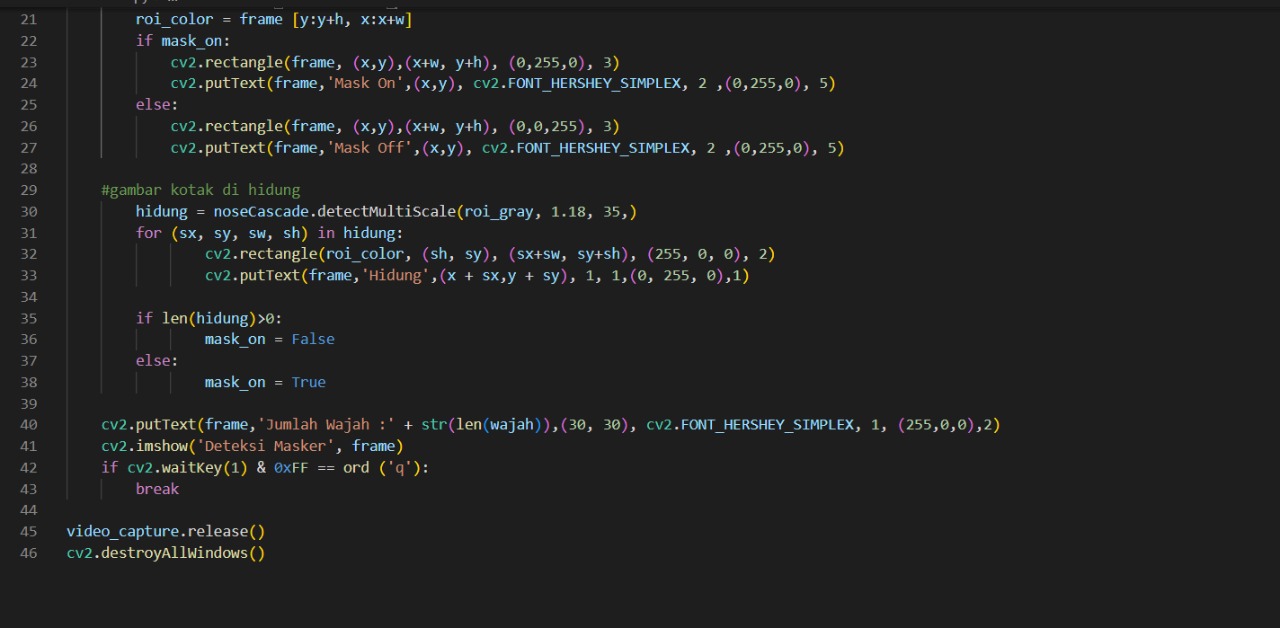 21 roi_color = frame [y:y+h, x:x+w]
22 if mask_on:
23 cv2.rectangle(frame, (x,y),(x+w, y+h), (0,255,0), 3)
24 cv2.putText(frame,'Mask On',(x,y), cv2.FONT_HERSHEY_SIMPLEX, 2 ,(0,255,0), 5)
25 else:
26 cv2.rectangle(frame, (x,y),(x+w, y+h), (0,0,255), 3)
27 cv2.putText(frame,'Mask Off',(x,y), cv2.FONT_HERSHEY_SIMPLEX, 2 ,(0,255,0), 5)
28
29 #gambar kotak di hidung
30 hidung = noseCascade.detectMultiScale(roi_gray, 1.18, 35,)
31 for (sx, sy, sw, sh) in hidung:
32 cv2.rectangle(roi_color, (sh, sy), (sx+sw, sy+sh), (255, 0, 0), 2)
33 cv2.putText(frame,'Hidung',(x + sx,y + sy), 1, 1,(0, 255, 0),1)
34
35 if len(hidung)>0:
36 mask_on = False
37 else:
38 mask_on = True
39
40 cv2.putText(frame,'Jumlah Wajah :' + str(len(wajah)),(30, 30), cv2.FONT_HERSHEY_SIMPLEX, 1, (255,0,0),2)
41 cv2.imshow('Deteksi Masker', frame)
42 if cv2.waitKey(1) & 0xFF == ord ('q'):
43 break
44
45 video_capture.release()
46 cv2.destroyAllWindows()